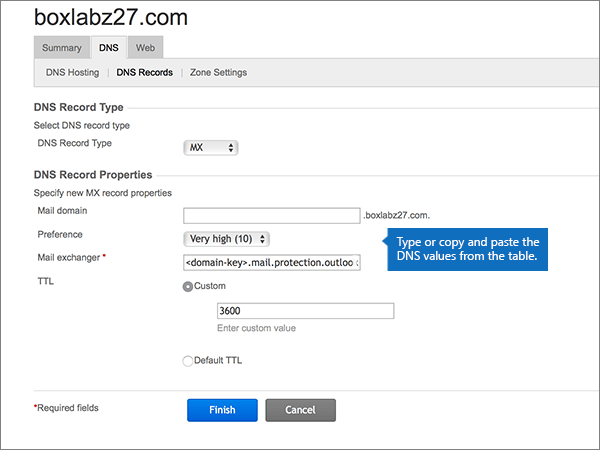 boxlabz27.com
Summary DNS Web
DNS Hosting DNS Records Zone Settings
DNS Record Type
Select DNS record type
DNS Record Type MX
DNS Record Properties
Specify new MX record properties
Mail domain .boxlabz27.com.
Preference Very high (10)
Type or copy and paste the
DNS values from the table.
Mail exchanger * <domain-key>.mail.protection.outloo
TTL Custom
3600
Enter custom value
Default TTL
*Required fields Finish Cancel